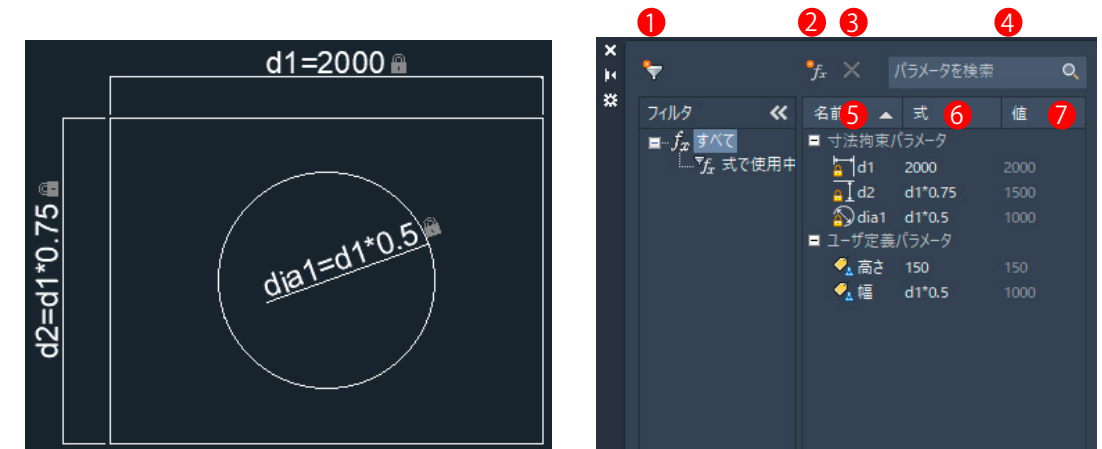 d1=2000
d2=d1*0.75
dia1=d1*0.5
1 2 3 4
パラメータを検索
フィルタ
名前 5 式 6 値 7
fx すべて
fx 式で使用中
寸法拘束パラメータ
d1 2000 2000
d2 d1*0.75 1500
dia1 d1*0.5 1000
ユーザ定義パラメータ
高さ 150 150
幅 d1*0.5 1000